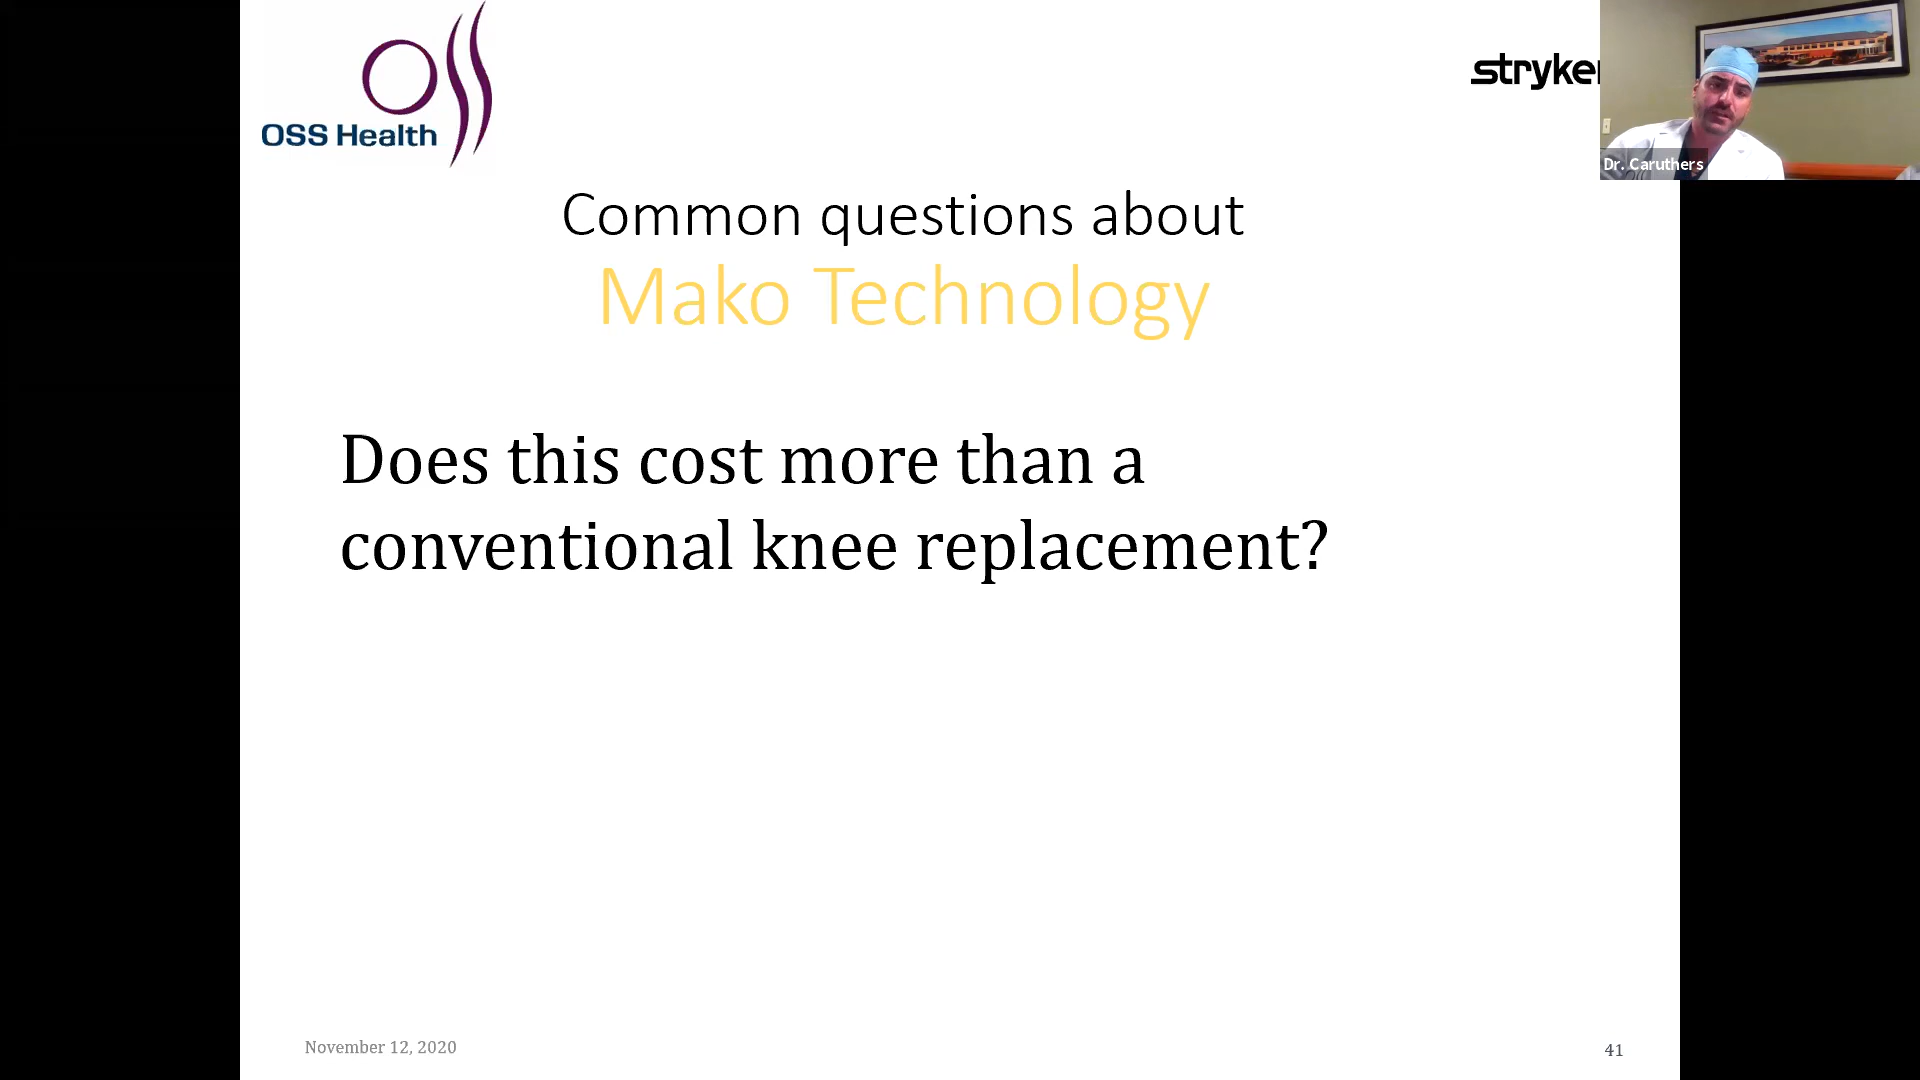 OSS
OSS Health
stryker
Dr. Caruthers
Common questions about
Mako Technology
Does this cost more than a
conventional knee replacement?
November 12, 2020
41